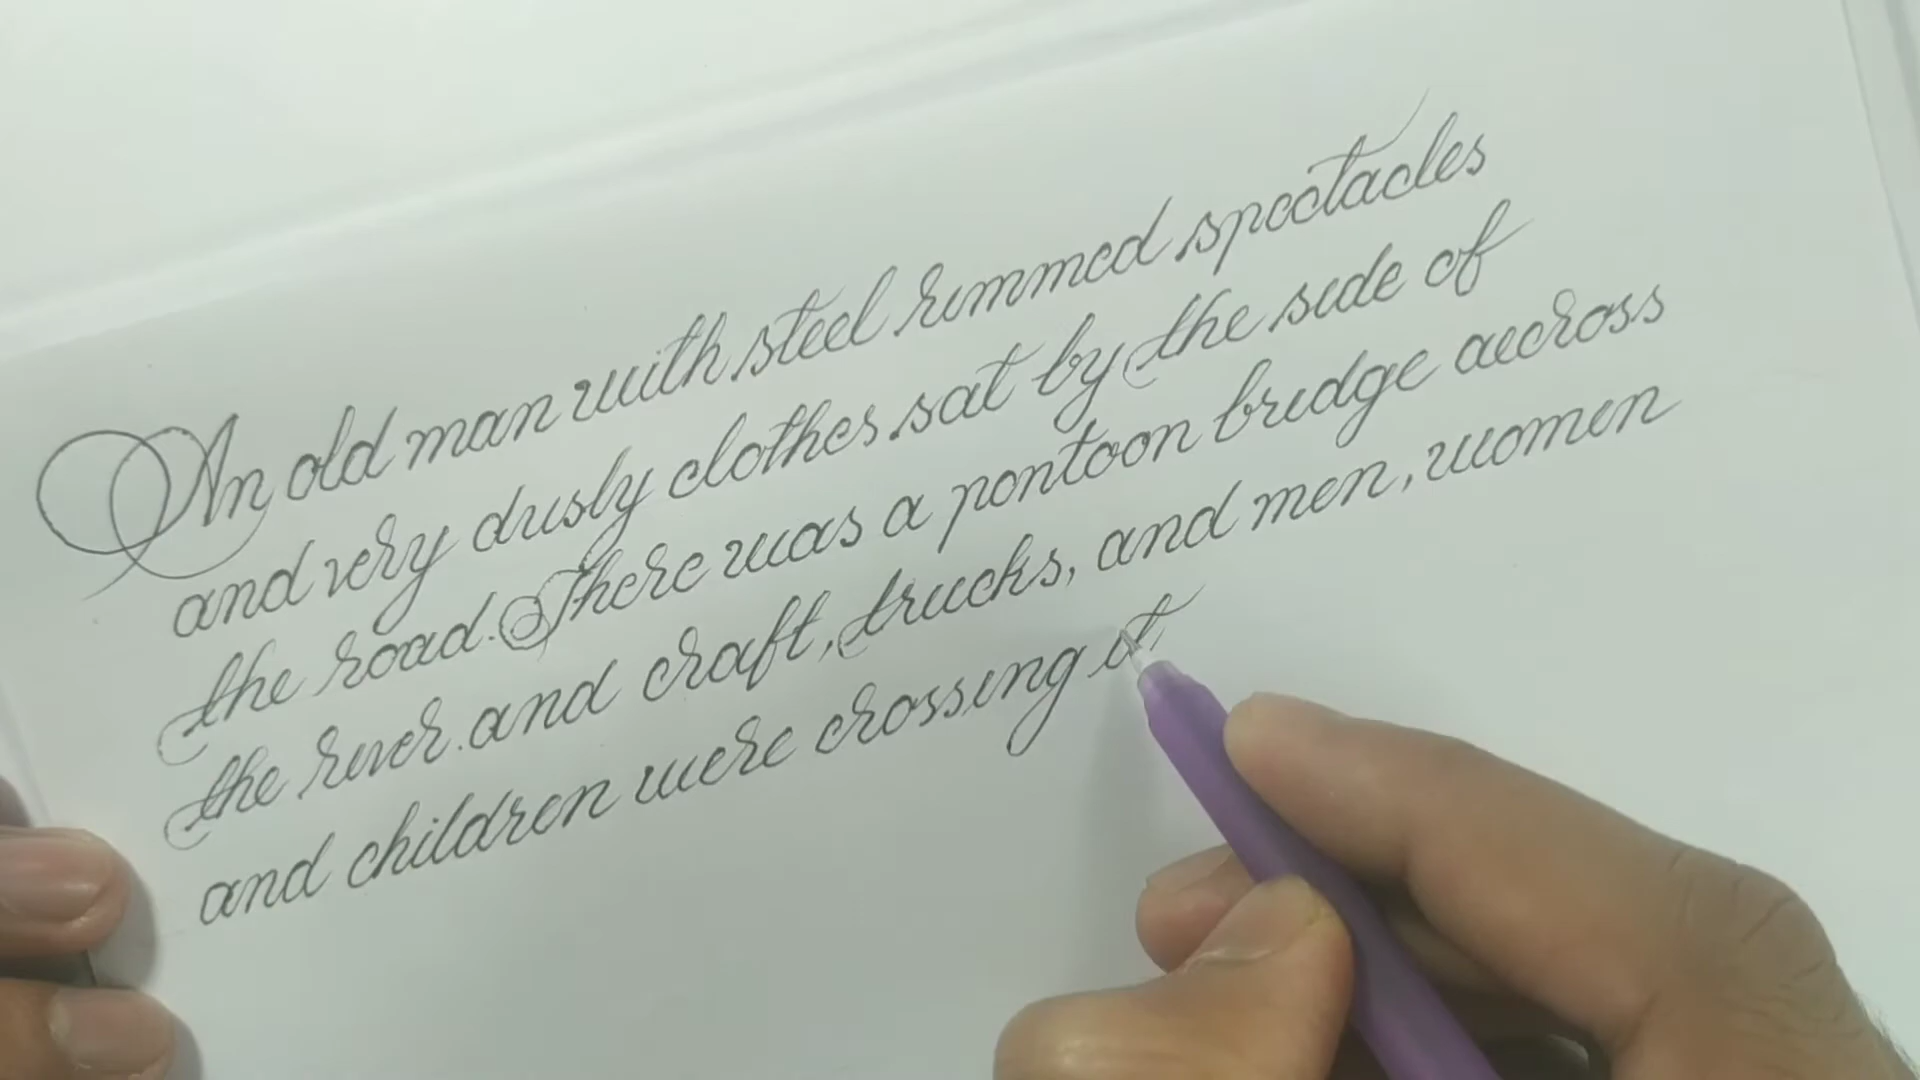 An old man with steel rimmed spectacles
and very dusty clothes sat by the side of
the road. There was a pontoon bridge aecross
the river. and craft, trucks, and men, women
and children were crossing it